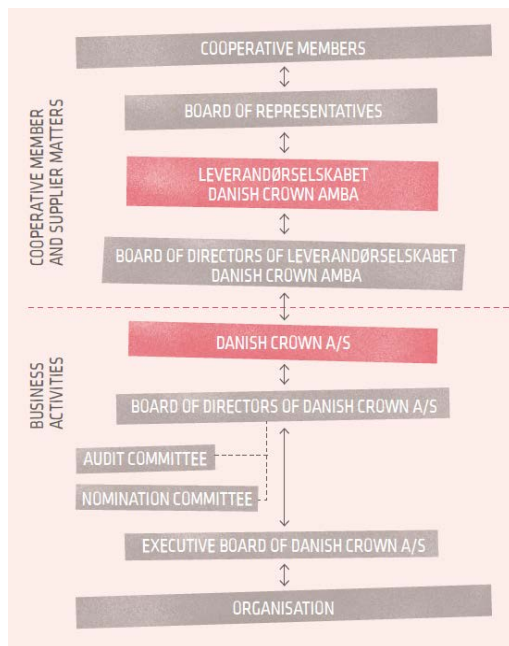 COOPERATIVE MEMBER
AND SUPPLIER MATTERS
COOPERATIVE MEMBERS
BOARD OF REPRESENTATIVES
LEVERANDØRSELSKABET
DANISH CROWN AMBA
BOARD OF DIRECTORS OF LEVERANDØRSELSKABET
DANISH CROWN AMBA
BUSINESS
ACTIVITIES
DANISH CROWN A/S
BOARD OF DIRECTORS OF DANISH CROWN A/S
AUDIT COMMITTEE
NOMINATION COMMITTEE
EXECUTIVE BOARD OF DANISH CROWN A/S
ORGANISATION